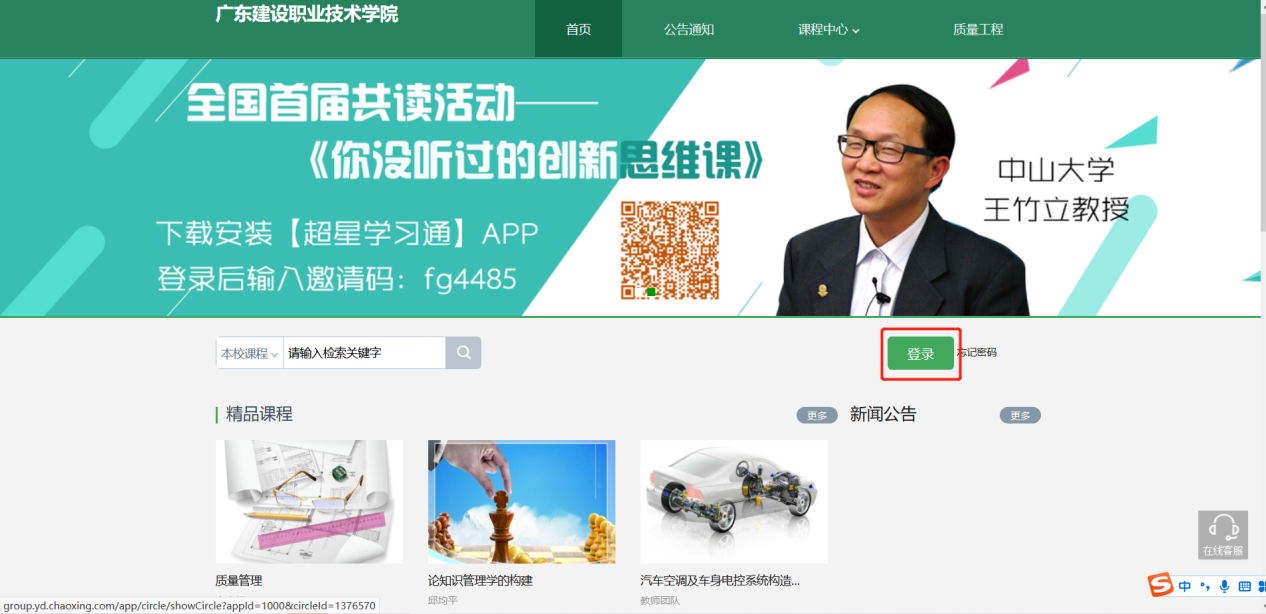 广东建设职业技术学院
首页
公告通知
课程中心
质量工程
全国首届共读活动——
《你没听过的创新思维课》
下载安装【超星学习通】APP
登录后输入邀请码：fg4485
中山大学
王竹立教授
本校课程
请输入检索关键字
登录
忘记密码
精品课程
更多
新闻公告
更多
质量管理
论知识管理学的构建
邱均平
汽车空调及车身电控系统构造...
教师团队
在线客服
中
group.yd.chaoxing.com/app/circle/showCircle?appId=1000&circleId=1376570